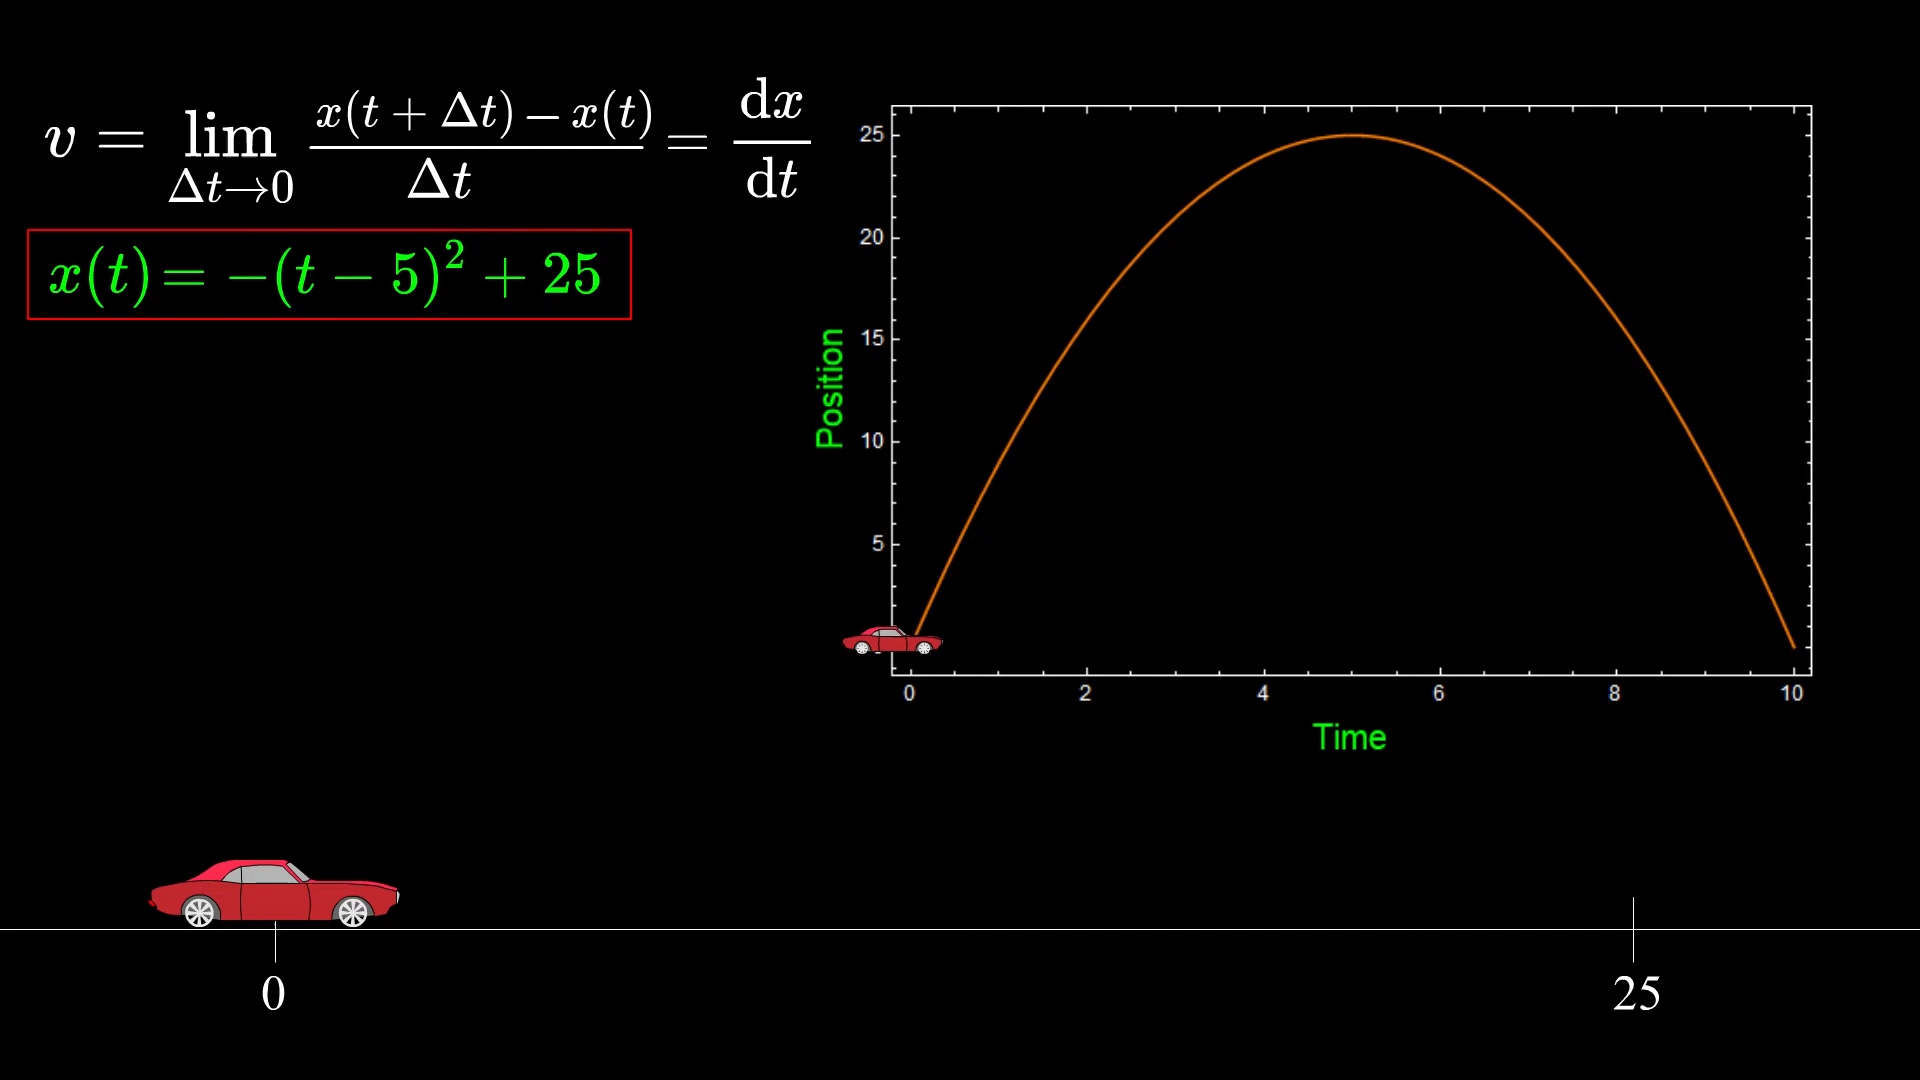 v = lim Δt→0 x(t + Δt) − x(t) / Δt = dx / dt
x(t) = −(t − 5)² + 25
25
20
15
10
5
Position
0 2 4 6 8 10
Time
0 25